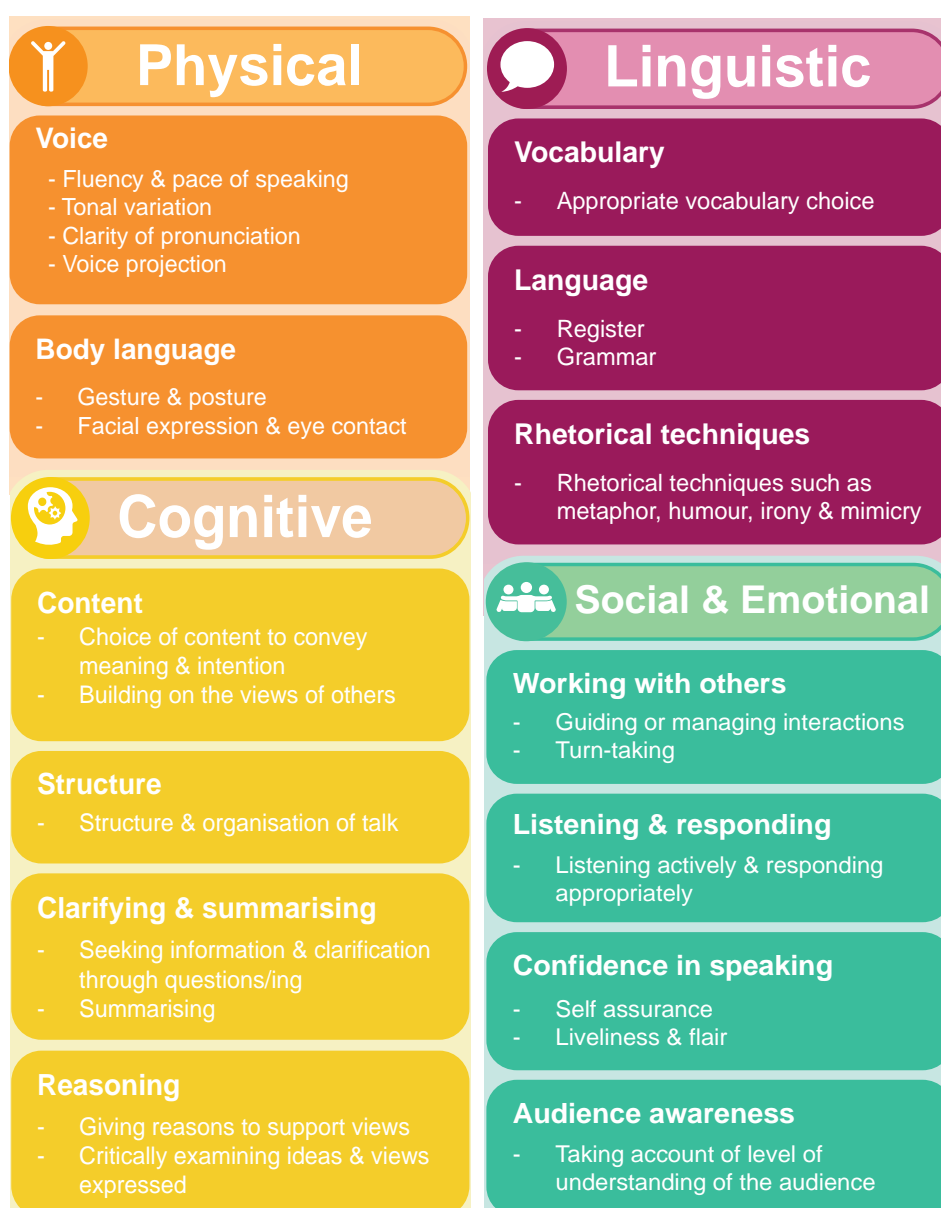 Physical
Voice
- Fluency & pace of speaking
- Tonal variation
- Clarity of pronunciation
- Voice projection
Body language
- Gesture & posture
- Facial expression & eye contact
Cognitive
Content
- Choice of content to convey
meaning & intention
- Building on the views of others
Structure
- Structure & organisation of talk
Clarifying & summarising
- Seeking information & clarification
through questions/ing
- Summarising
Reasoning
- Giving reasons to support views
- Critically examining ideas & views
expressed
Linguistic
Vocabulary
- Appropriate vocabulary choice
Language
- Register
- Grammar
Rhetorical techniques
- Rhetorical techniques such as
metaphor, humour, irony & mimicry
Social & Emotional
Working with others
- Guiding or managing interactions
- Turn-taking
Listening & responding
- Listening actively & responding
appropriately
Confidence in speaking
- Self assurance
- Liveliness & flair
Audience awareness
- Taking account of level of
understanding of the audience